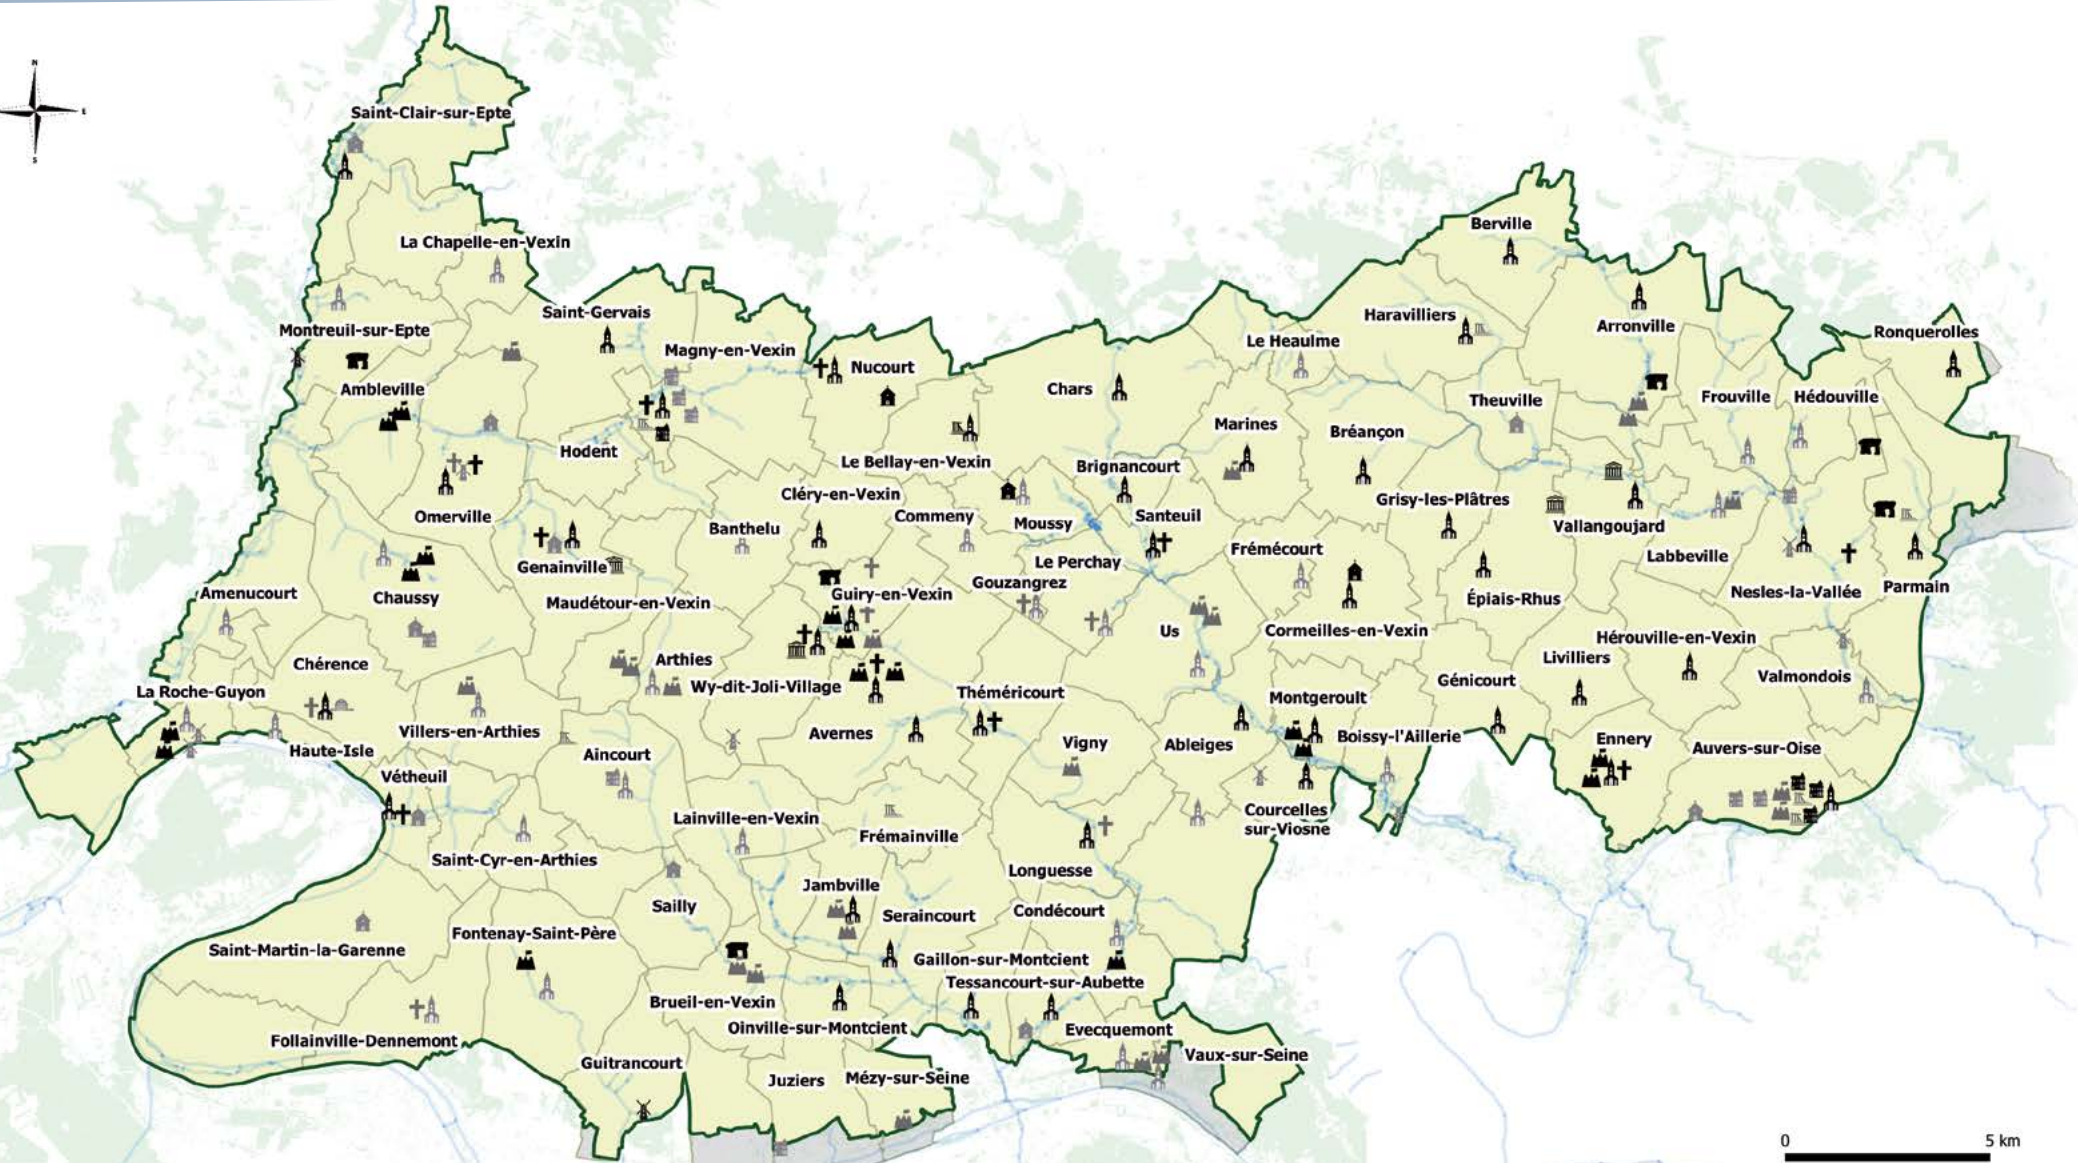 N
E
S
Saint-Clair-sur-Epte
La Chapelle-en-Vexin
Berville
Saint-Gervais
Haravilliers
Arronville
Montreuil-sur-Epte
Ronquerolles
Le Heaulme
Magny-en-Vexin
Nucourt
Ambleville
Chars
Theuville
Frouville
Hédouville
Marines
Bréançon
Hodent
Le Bellay-en-Vexin
Brignancourt
Cléry-en-Vexin
Grisy-les-Plâtres
Omerville
Commeny
Moussy
Santeuil
Banthelu
Vallangoujard
Frémécourt
Labbeville
Le Perchay
Genainville
Gouzangrez
Parmain
Amenucourt
Chaussy
Guiry-en-Vexin
Nesles-la-Vallée
Maudétour-en-Vexin
Épiais-Rhus
Us
Cormeilles-en-Vexin
Hérouville-en-Vexin
Livilliers
Chérence
Arthies
Valmondois
Génicourt
Wy-dit-Joli-Village
La Roche-Guyon
Théméricourt
Montgeroult
Villers-en-Arthies
Avernes
Boissy-l'Aillerie
Ennery
Vigny
Ableiges
Auvers-sur-Oise
Haute-Isle
Aincourt
Vétheuil
Courcelles
sur-Viosne
Lainville-en-Vexin
Frémainville
Saint-Cyr-en-Arthies
Longuesse
Jambville
Sailly
Condécourt
Seraincourt
Fontenay-Saint-Père
Saint-Martin-la-Garenne
Gaillon-sur-Montcient
Tessancourt-sur-Aubette
Brueil-en-Vexin
Oinville-sur-Montcient
Evecquemont
Follainville-Dennemont
Vaux-sur-Seine
Guitrancourt
Juziers
Mézy-sur-Seine
0 5 km